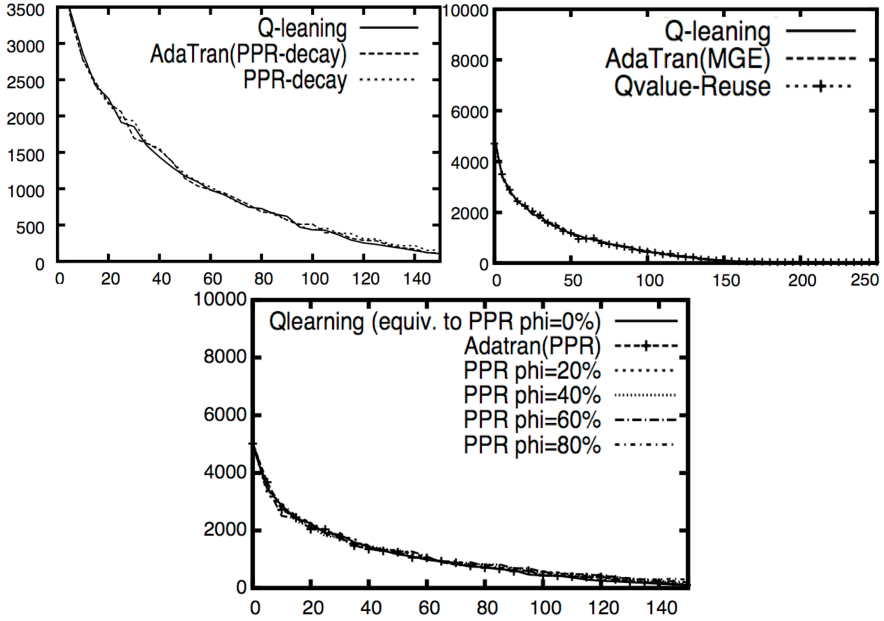 3500
3000
2500
2000
1500
1000
500
0
Q-leaning
AdaTran(PPR-decay)
PPR-decay
0 20 40 60 80 100 120 140
10000
8000
6000
4000
2000
0
Q-leaning
AdaTran(MGE)
Qvalue-Reuse
0 50 100 150 200 250
10000
8000
6000
4000
2000
0
Qlearning (equiv. to PPR phi=0%)
Adatran(PPR)
PPR phi=20%
PPR phi=40%
PPR phi=60%
PPR phi=80%
0 20 40 60 80 100 120 140